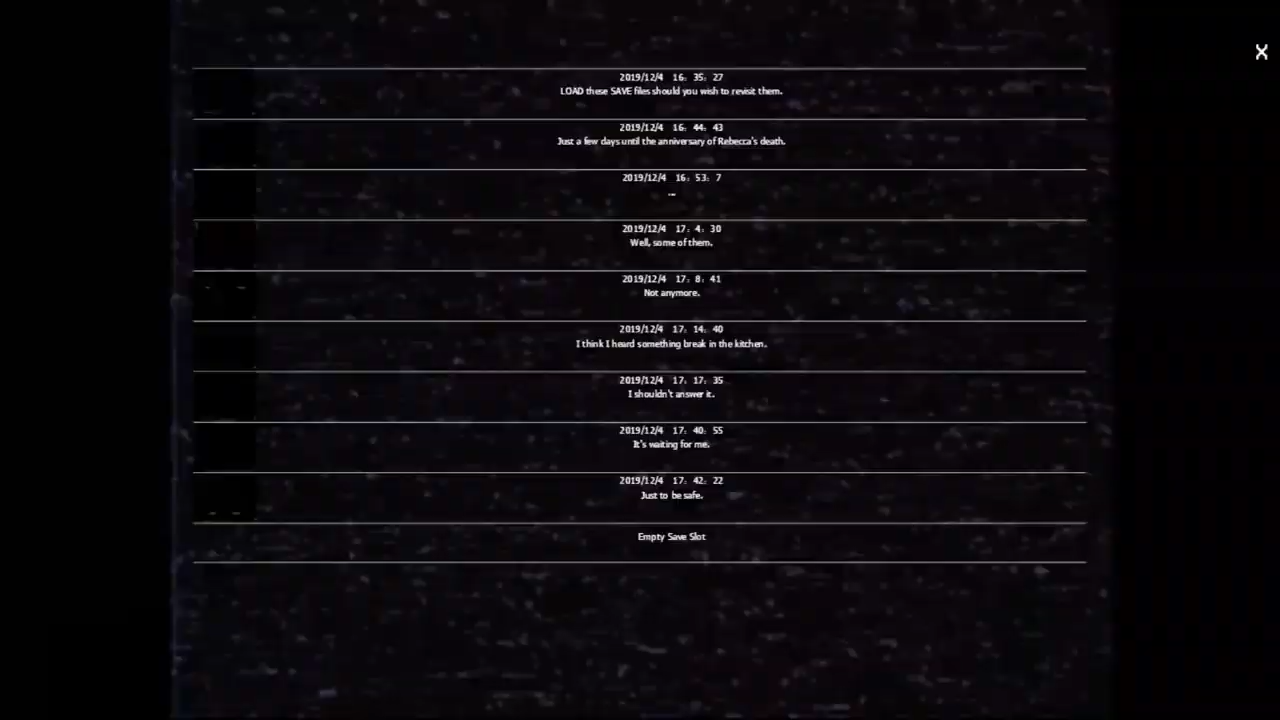 X
2019/12/4 16: 35: 27
LOAD these SAVE files should you wish to revisit them.
2019/12/4 16: 44: 43
Just a few days until the anniversary of Rebecca's death.
2019/12/4 16: 53: 7
...
2019/12/4 17: 4: 30
Well, some of them.
2019/12/4 17: 8: 41
Not anymore.
2019/12/4 17: 14: 40
I think I heard something break in the kitchen.
2019/12/4 17: 17: 35
I shouldn't answer it.
2019/12/4 17: 40: 55
It's waiting for me.
2019/12/4 17: 42: 22
Just to be safe.
Empty Save Slot